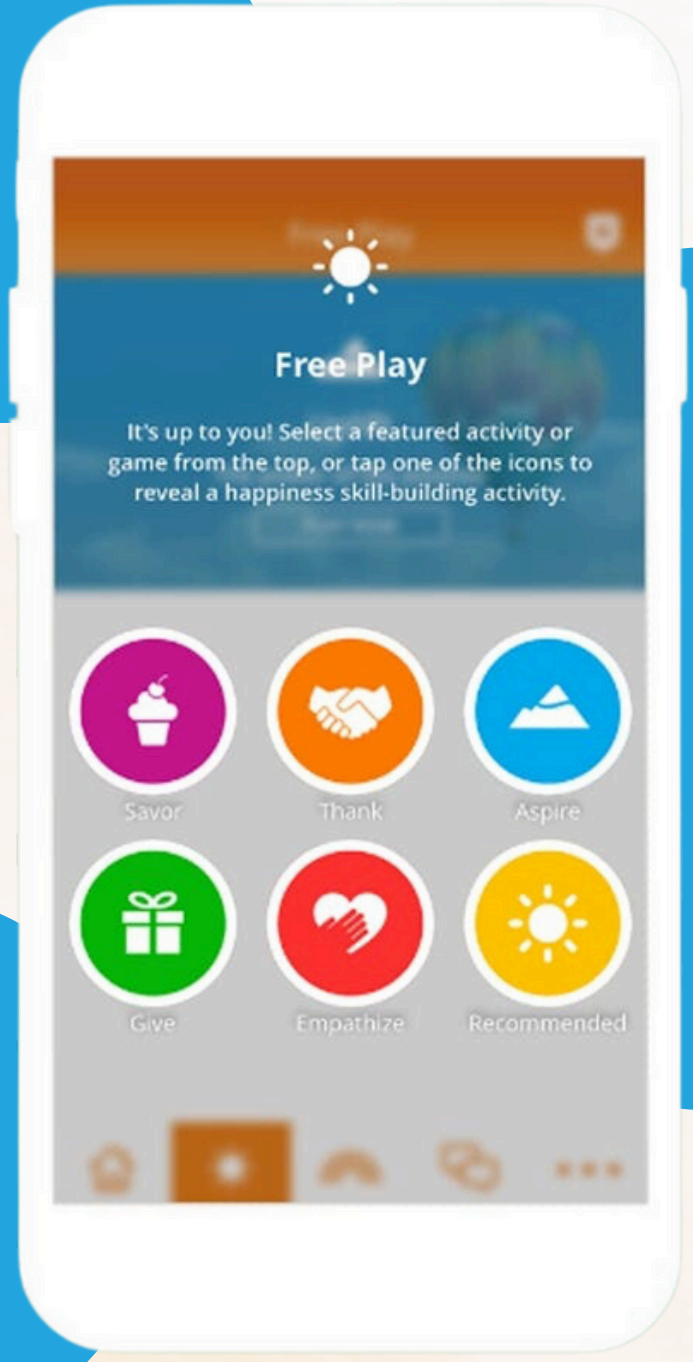 Free Play
It's up to you! Select a featured activity or
game from the top, or tap one of the icons to
reveal a happiness skill-building activity.
Savor
Thank
Aspire
Give
Empathize
Recommended